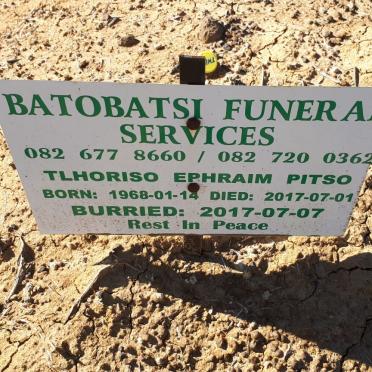 BATOBATSI FUNERA
SERVICES
082 677 8660 / 082 720 0362
TLHORISO EPHRAIM PITSO
BORN: 1968-01-14 DIED: 2017-07-01
BURRIED: 2017-07-07
Rest In Peace